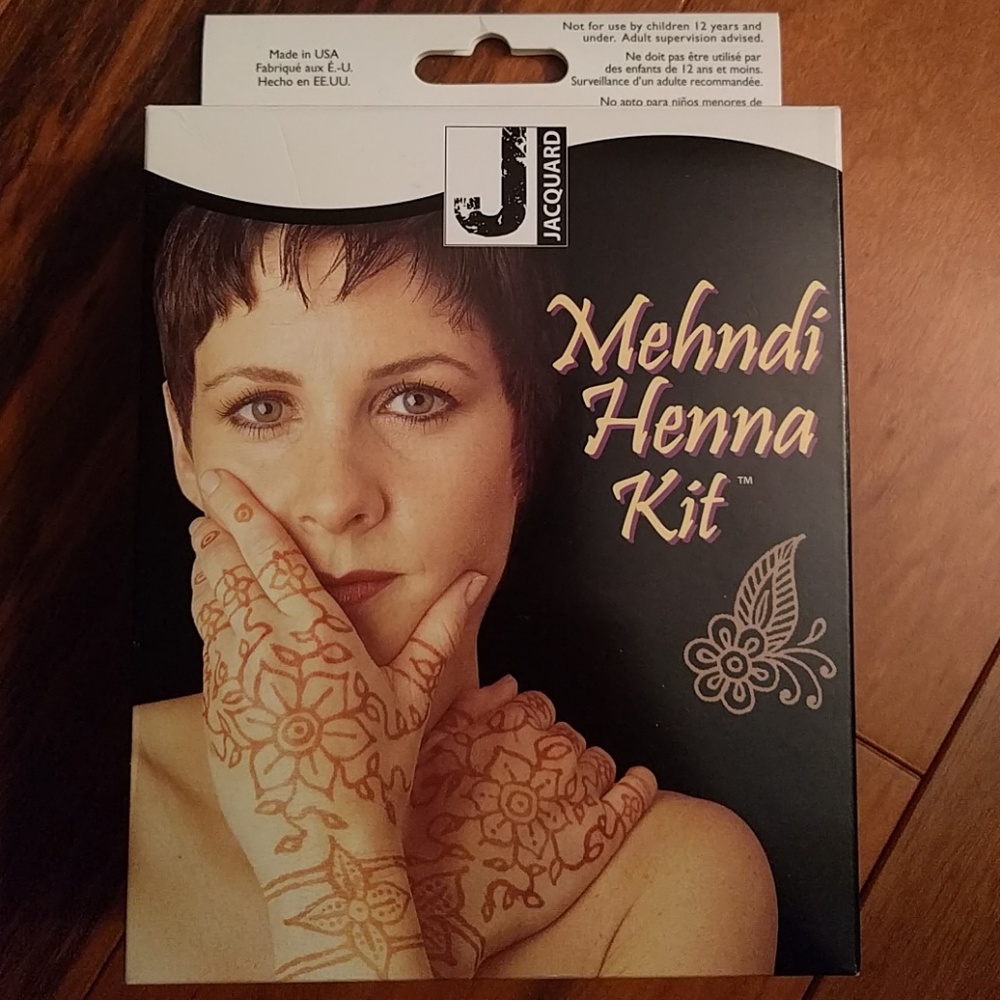 Made in USA
Fabriqué aux É.-U.
Hecho en EE.UU.
Not for use by children 12 years and
under. Adult supervision advised.
Ne doit pas être utilisé par
des enfants de 12 ans et moins.
Surveillance d'un adulte recommandée.
No apto para niños menores de
J
JACQUARD
Mehndi
Henna
Kit™